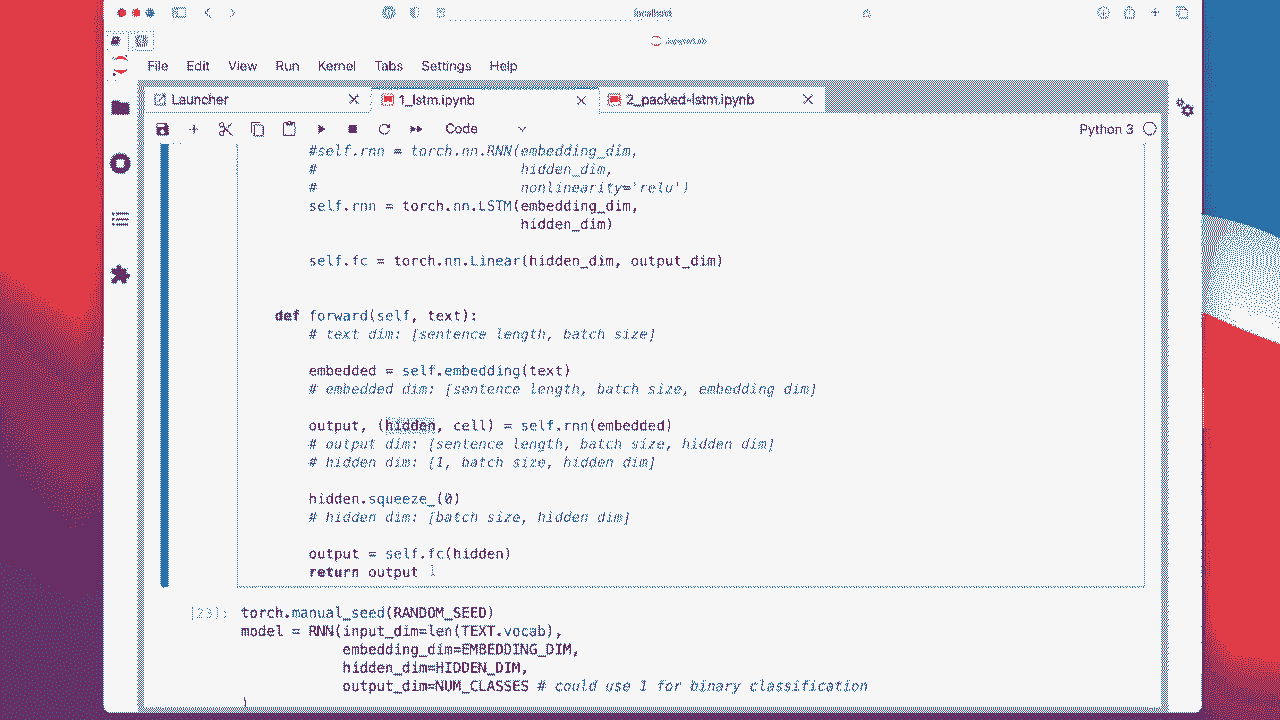 localhost
JupyterLab
File Edit View Run Kernel Tabs Settings Help
Launcher 1_lstm.ipynb 2_packed-lstm.ipynb
Code Python 3
#self.rnn = torch.nn.RNN(embedding_dim,
# hidden_dim,
# nonlinearity='relu')
self.rnn = torch.nn.LSTM(embedding_dim,
hidden_dim)
self.fc = torch.nn.Linear(hidden_dim, output_dim)
def forward(self, text):
# text dim: [sentence length, batch size]
embedded = self.embedding(text)
# embedded dim: [sentence length, batch size, embedding dim]
output, (hidden, cell) = self.rnn(embedded)
# output dim: [sentence length, batch size, hidden dim]
# hidden dim: [1, batch size, hidden dim]
hidden.squeeze_(0)
# hidden dim: [batch size, hidden dim]
output = self.fc(hidden)
return output
[23]: torch.manual_seed(RANDOM_SEED)
model = RNN(input_dim=len(TEXT.vocab),
embedding_dim=EMBEDDING_DIM,
hidden_dim=HIDDEN_DIM,
output_dim=NUM_CLASSES # could use 1 for binary classification
)